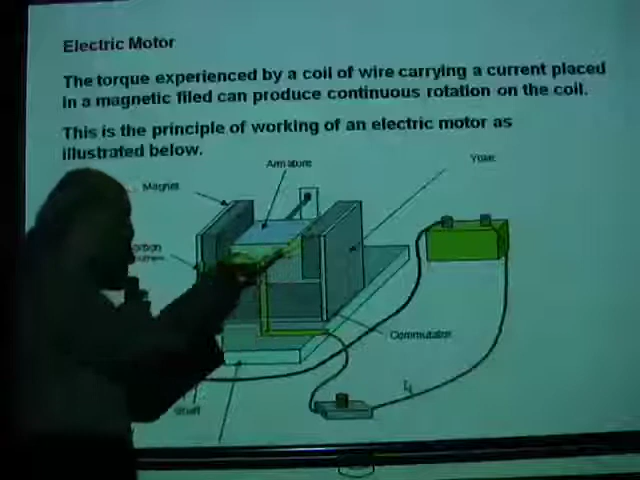 Electric Motor
The torque experienced by a coil of wire carrying a current placed
in a magnetic filed can produce continuous rotation on the coil.
This is the principle of working of an electric motor as
illustrated below.
Armature
Yoke
Magnet
Commutator
Shaft